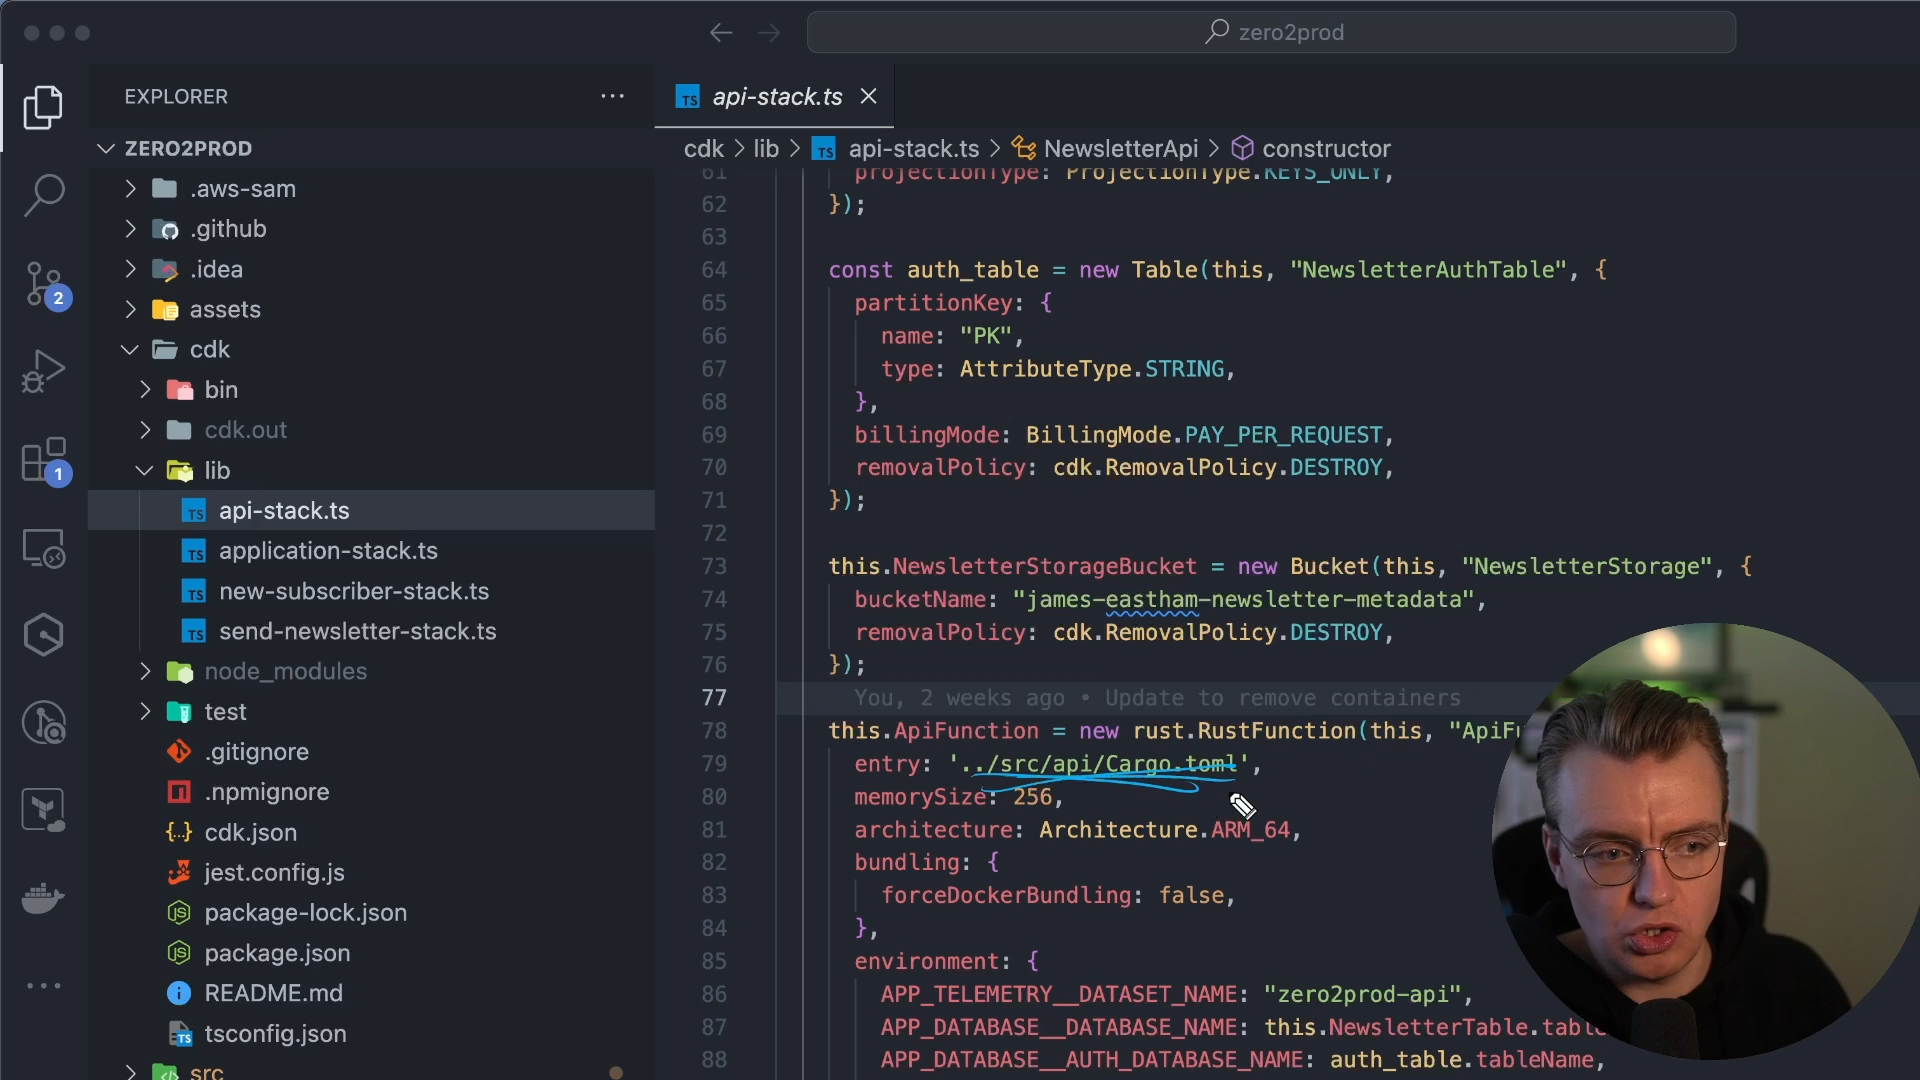 zero2prod
EXPLORER
ZERO2PROD
.aws-sam
.github
.idea
assets
cdk
bin
cdk.out
lib
api-stack.ts
application-stack.ts
new-subscriber-stack.ts
send-newsletter-stack.ts
node_modules
test
.gitignore
.npmignore
cdk.json
jest.config.js
package-lock.json
package.json
README.md
tsconfig.json
src
2
1
api-stack.ts
cdk > lib > api-stack.ts > NewsletterApi > constructor
61 projectionType: ProjectionType.KEYS_ONLY,
62 });
63
64 const auth_table = new Table(this, "NewsletterAuthTable", {
65 partitionKey: {
66 name: "PK",
67 type: AttributeType.STRING,
68 },
69 billingMode: BillingMode.PAY_PER_REQUEST,
70 removalPolicy: cdk.RemovalPolicy.DESTROY,
71 });
72
73 this.NewsletterStorageBucket = new Bucket(this, "NewsletterStorage", {
74 bucketName: "james-eastham-newsletter-metadata",
75 removalPolicy: cdk.RemovalPolicy.DESTROY,
76 });
77 You, 2 weeks ago • Update to remove containers
78 this.ApiFunction = new rust.RustFunction(this, "ApiFu
79 entry: '../src/api/Cargo.toml',
80 memorySize: 256,
81 architecture: Architecture.ARM_64,
82 bundling: {
83 forceDockerBundling: false,
84 },
85 environment: {
86 APP_TELEMETRY__DATASET_NAME: "zero2prod-api",
87 APP_DATABASE__DATABASE_NAME: this.NewsletterTable.table
88 APP_DATABASE__AUTH_DATABASE_NAME: auth_table.tableName,